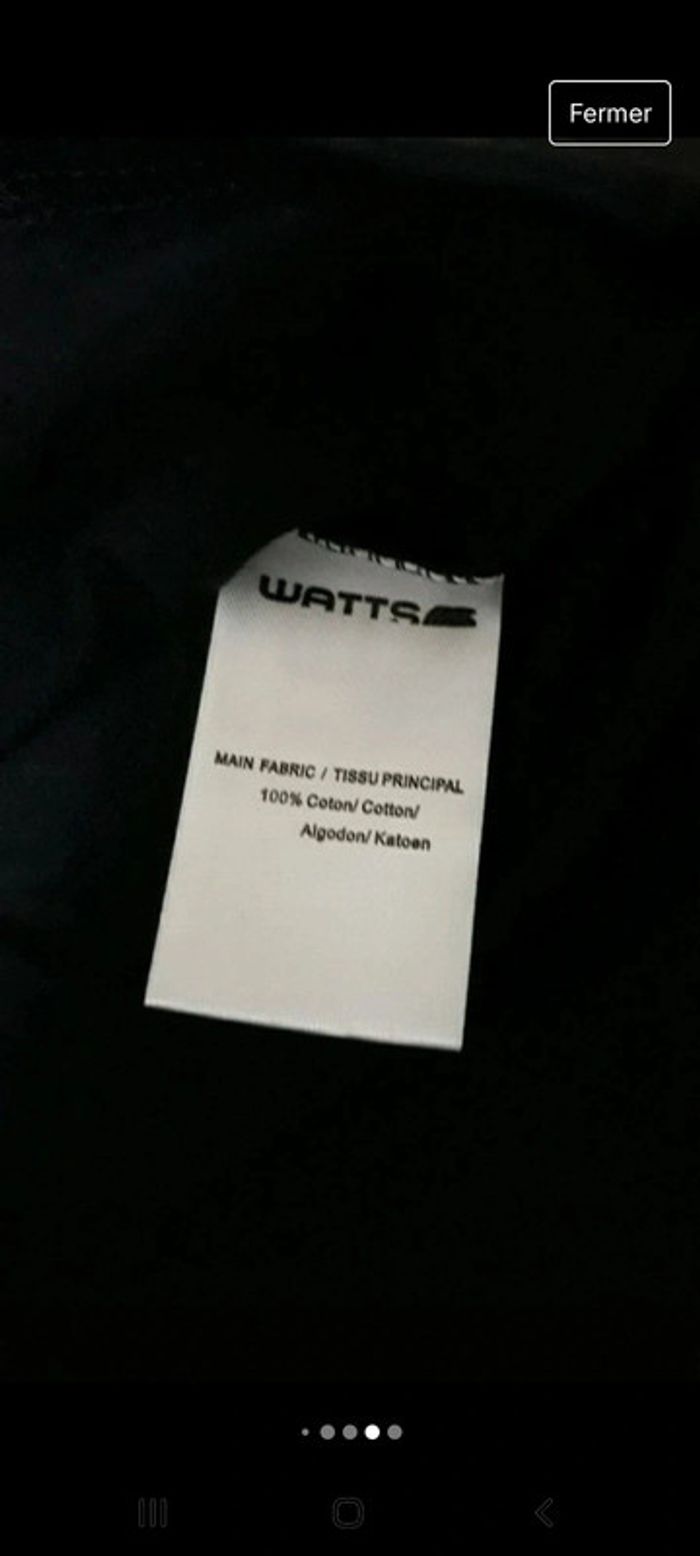 Fermer
WATTS
MAIN FABRIC / TISSU PRINCIPAL
100% Coton/ Cotton/
Algodon/ Katoen